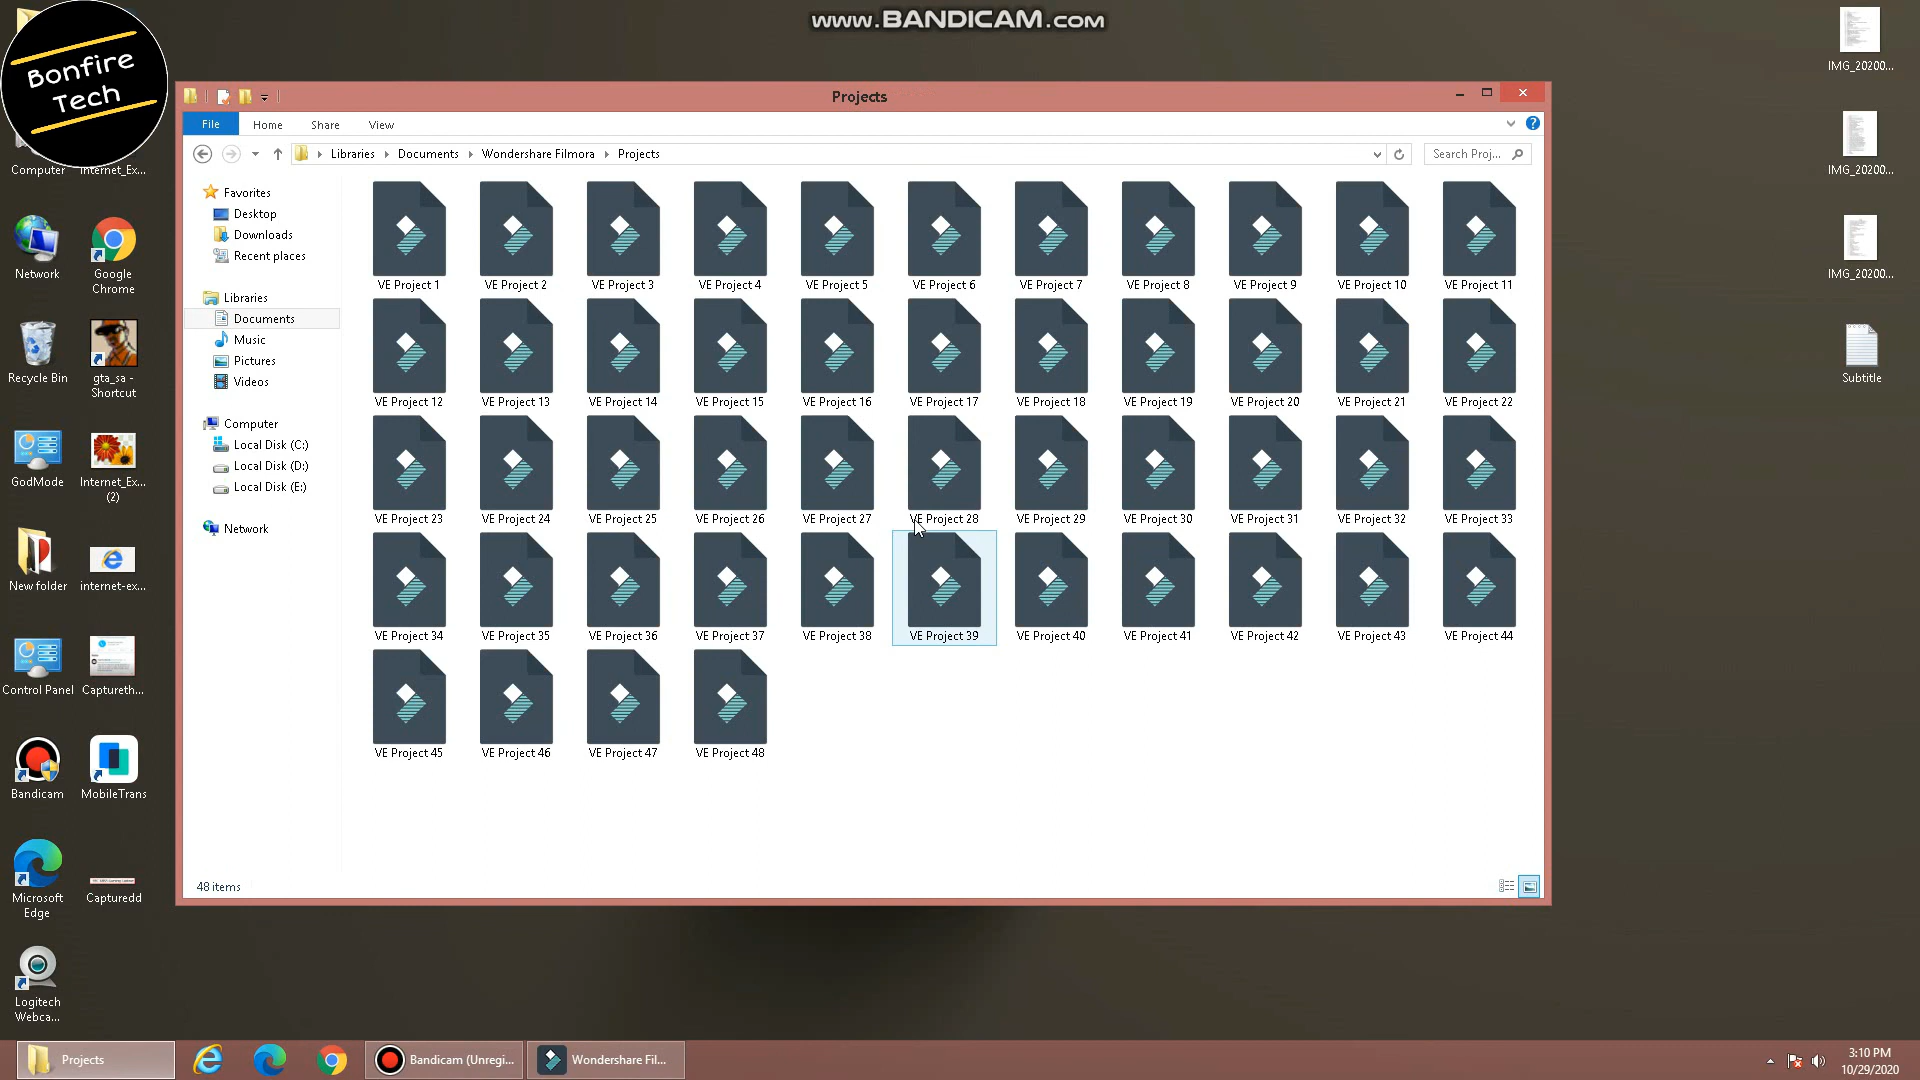 www.BANDICAM.com
Bonfire
Tech
Computer
Internet_Ex...
Network
Google
Chrome
Recycle Bin
gta_sa -
Shortcut
GodMode
Internet_Ex...
(2)
New folder
internet-ex...
Control Panel
Captureth...
Bandicam
MobileTrans
Microsoft
Edge
Capturedd
Logitech
Webca...
Projects
File
Home
Share
View
Libraries
Documents
Wondershare Filmora
Projects
Search Proj...
Favorites
Desktop
Downloads
Recent places
Libraries
Documents
Music
Pictures
Videos
Computer
Local Disk (C:)
Local Disk (D:)
Local Disk (E:)
Network
VE Project 1
VE Project 2
VE Project 3
VE Project 4
VE Project 5
VE Project 6
VE Project 7
VE Project 8
VE Project 9
VE Project 10
VE Project 11
VE Project 12
VE Project 13
VE Project 14
VE Project 15
VE Project 16
VE Project 17
VE Project 18
VE Project 19
VE Project 20
VE Project 21
VE Project 22
VE Project 23
VE Project 24
VE Project 25
VE Project 26
VE Project 27
VE Project 28
VE Project 29
VE Project 30
VE Project 31
VE Project 32
VE Project 33
VE Project 34
VE Project 35
VE Project 36
VE Project 37
VE Project 38
VE Project 39
VE Project 40
VE Project 41
VE Project 42
VE Project 43
VE Project 44
VE Project 45
VE Project 46
VE Project 47
VE Project 48
48 items
IMG_20200...
IMG_20200...
IMG_20200...
Subtitle
Projects
Bandicam (Unregi...
Wondershare Fil...
3:10 PM
10/29/2020